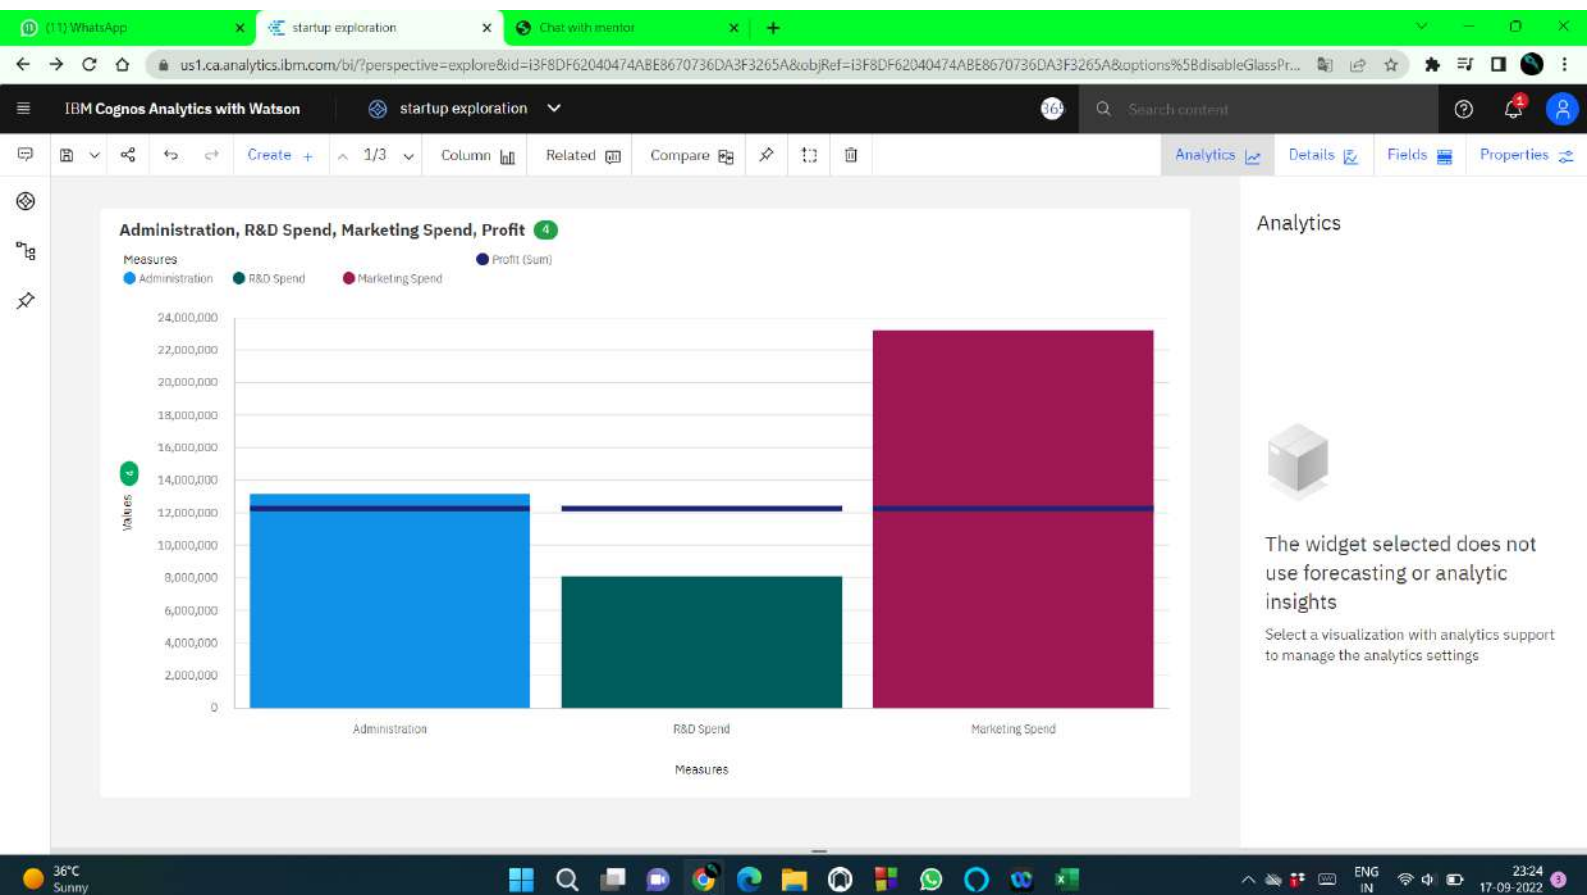 (11) WhatsApp
startup exploration
Chat with mentor
us1.ca.analytics.ibm.com/bi/?perspective=explore&id=i3F8DF62040474ABE8670736DA3F3265A&objRef=i3F8DF62040474ABE8670736DA3F3265A&options%5BdisableGlassPr...
IBM Cognos Analytics with Watson
startup exploration
365
Search content
1
Create +
1/3
Column
Related
Compare
Analytics
Details
Fields
Properties
Administration, R&D Spend, Marketing Spend, Profit 4
Measures
Administration
R&D Spend
Marketing Spend
Profit (Sum)
24,000,000
22,000,000
20,000,000
18,000,000
16,000,000
14,000,000
12,000,000
10,000,000
8,000,000
6,000,000
4,000,000
2,000,000
0
Values 4
Administration
R&D Spend
Marketing Spend
Measures
Analytics
The widget selected does not
use forecasting or analytic
insights
Select a visualization with analytics support
to manage the analytics settings
36°C
Sunny
ENG
IN
23:24
17-09-2022
3